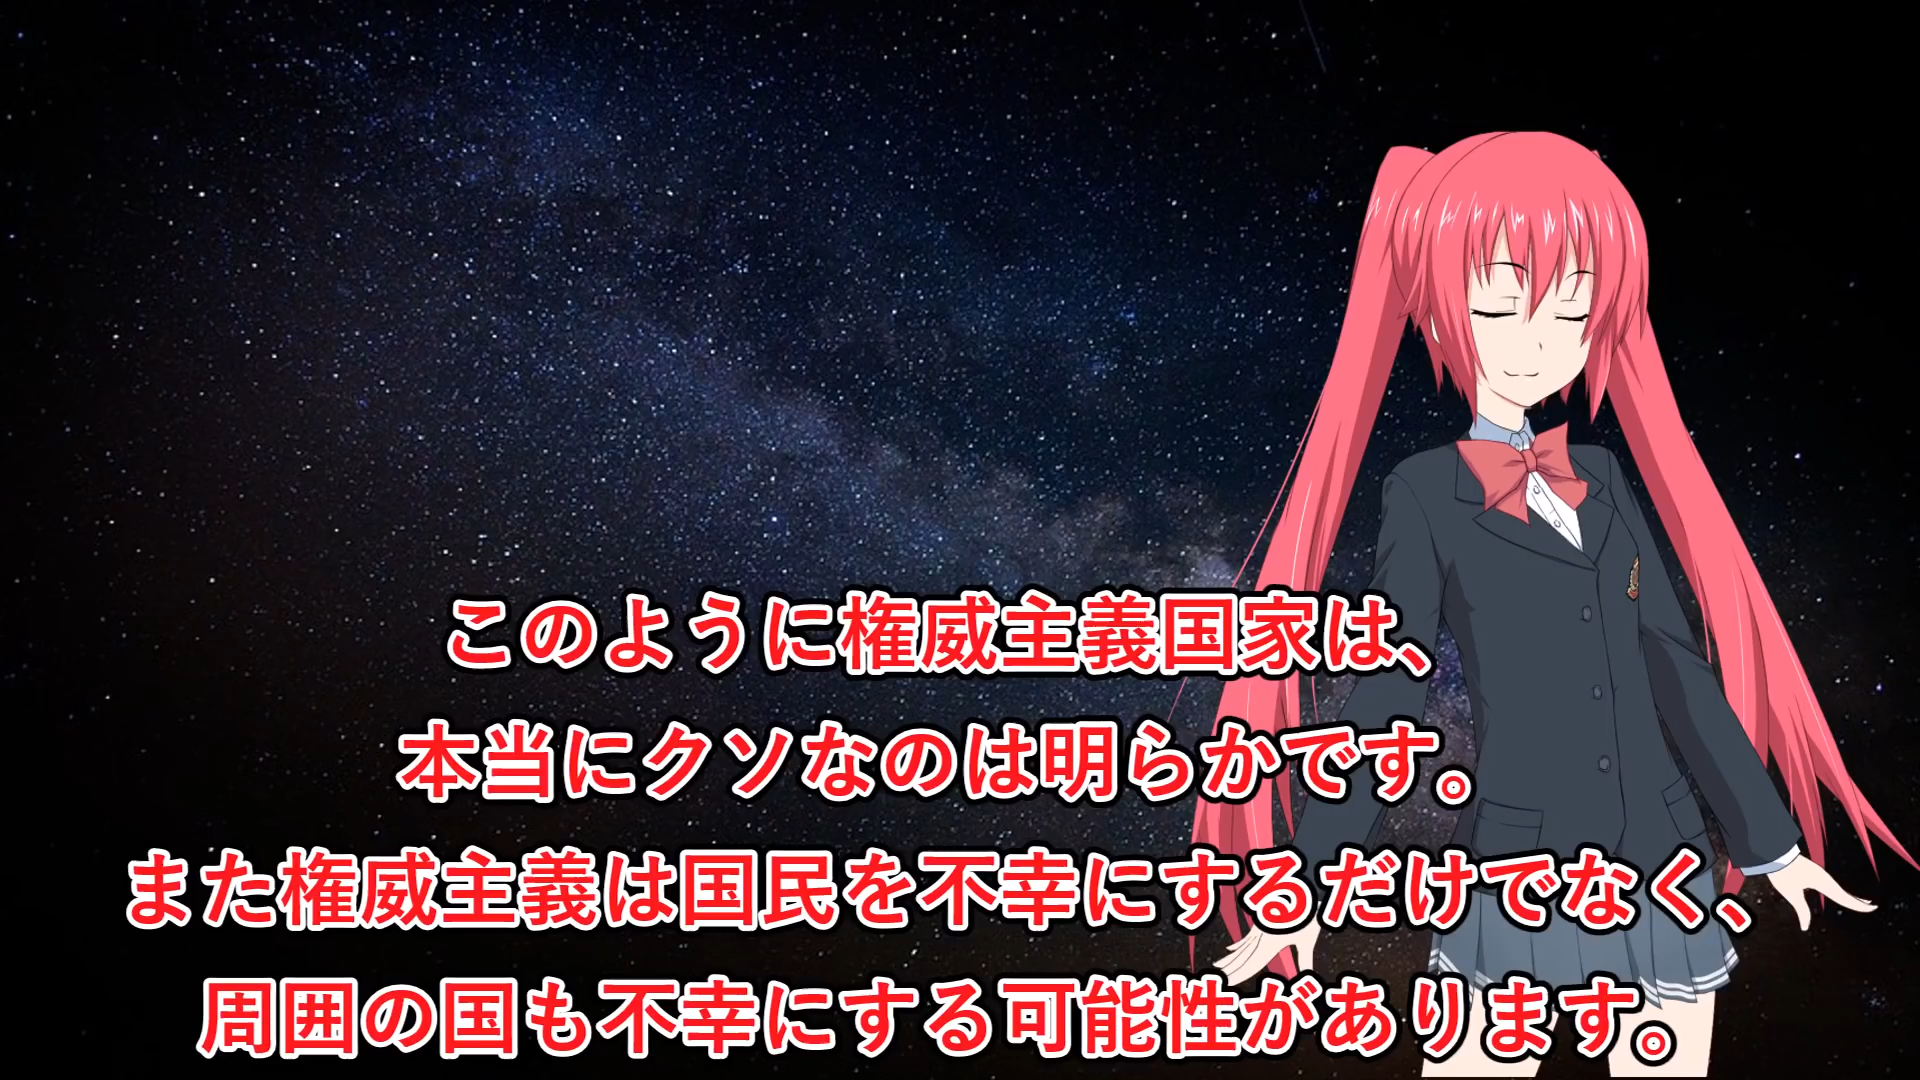 このように権威主義国家は、
本当にクソなのは明らかです。
また権威主義は国民を不幸にするだけでなく、
周囲の国も不幸にする可能性があります。